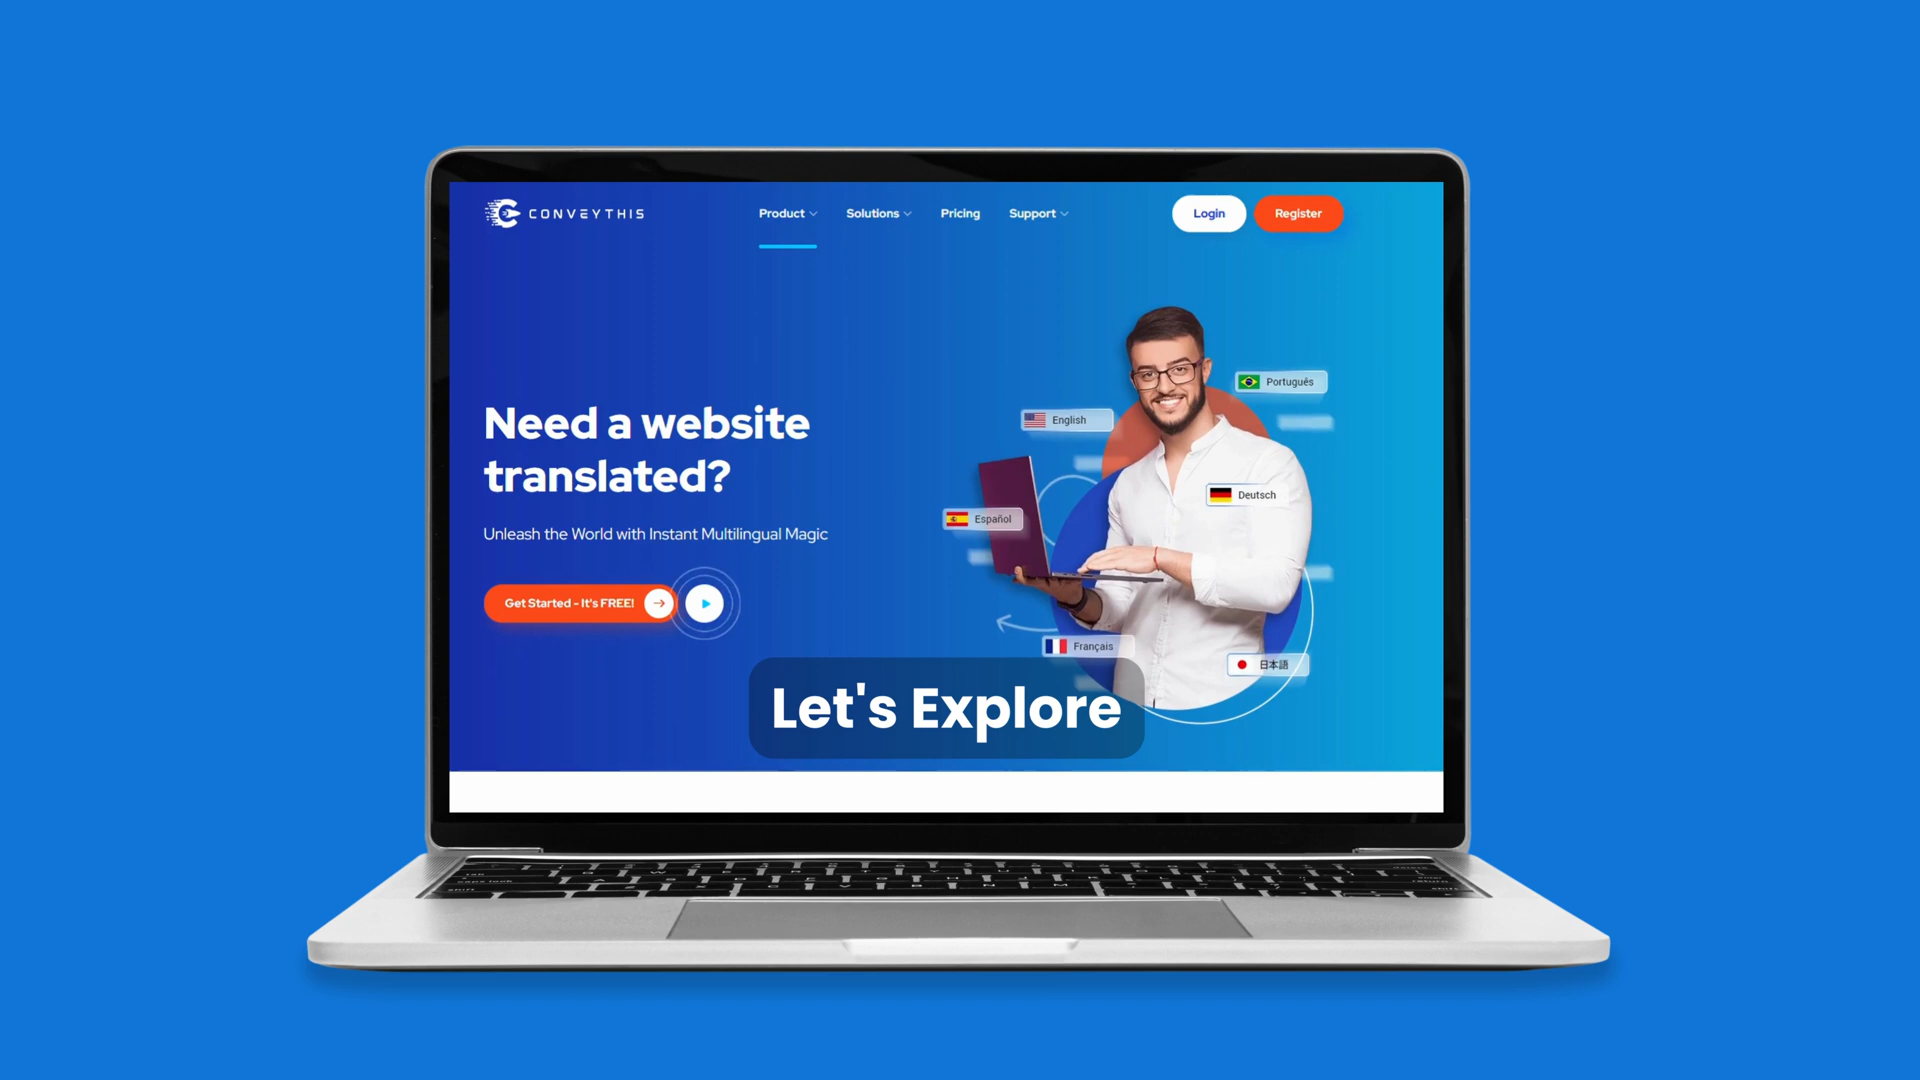 CONVEYTHIS
Product
Solutions
Pricing
Support
Login
Register
Português
English
Need a website
translated?
Deutsch
Español
Unleash the World with Instant Multilingual Magic
Get Started - It's FREE!
Français
日本語
Let's Explore